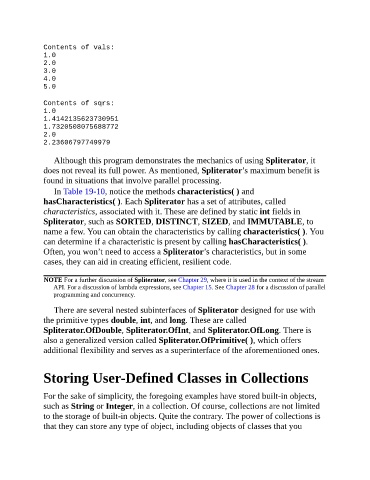 Contents of vals:
1.0
2.0
3.0
4.0
5.0
Contents of sqrs:
1.0
1.4142135623730951
1.7320508075688772
2.0
2.23606797749979
Although this program demonstrates the mechanics of using Spliterator, it
does not reveal its full power. As mentioned, Spliterator's maximum benefit is
found in situations that involve parallel processing.
In Table 19-10, notice the methods characteristics( ) and
hasCharacteristics( ). Each Spliterator has a set of attributes, called
characteristics, associated with it. These are defined by static int fields in
Spliterator, such as SORTED, DISTINCT, SIZED, and IMMUTABLE, to
name a few. You can obtain the characteristics by calling characteristics( ). You
can determine if a characteristic is present by calling hasCharacteristics( ).
Often, you won't need to access a Spliterator's characteristics, but in some
cases, they can aid in creating efficient, resilient code.
NOTE For a further discussion of Spliterator, see Chapter 29, where it is used in the context of the stream
API. For a discussion of lambda expressions, see Chapter 15. See Chapter 28 for a discussion of parallel
programming and concurrency.
There are several nested subinterfaces of Spliterator designed for use with
the primitive types double, int, and long. These are called
Spliterator.OfDouble, Spliterator.OfInt, and Spliterator.OfLong. There is
also a generalized version called Spliterator.OfPrimitive( ), which offers
additional flexibility and serves as a superinterface of the aforementioned ones.
Storing User-Defined Classes in Collections
For the sake of simplicity, the foregoing examples have stored built-in objects,
such as String or Integer, in a collection. Of course, collections are not limited
to the storage of built-in objects. Quite the contrary. The power of collections is
that they can store any type of object, including objects of classes that you